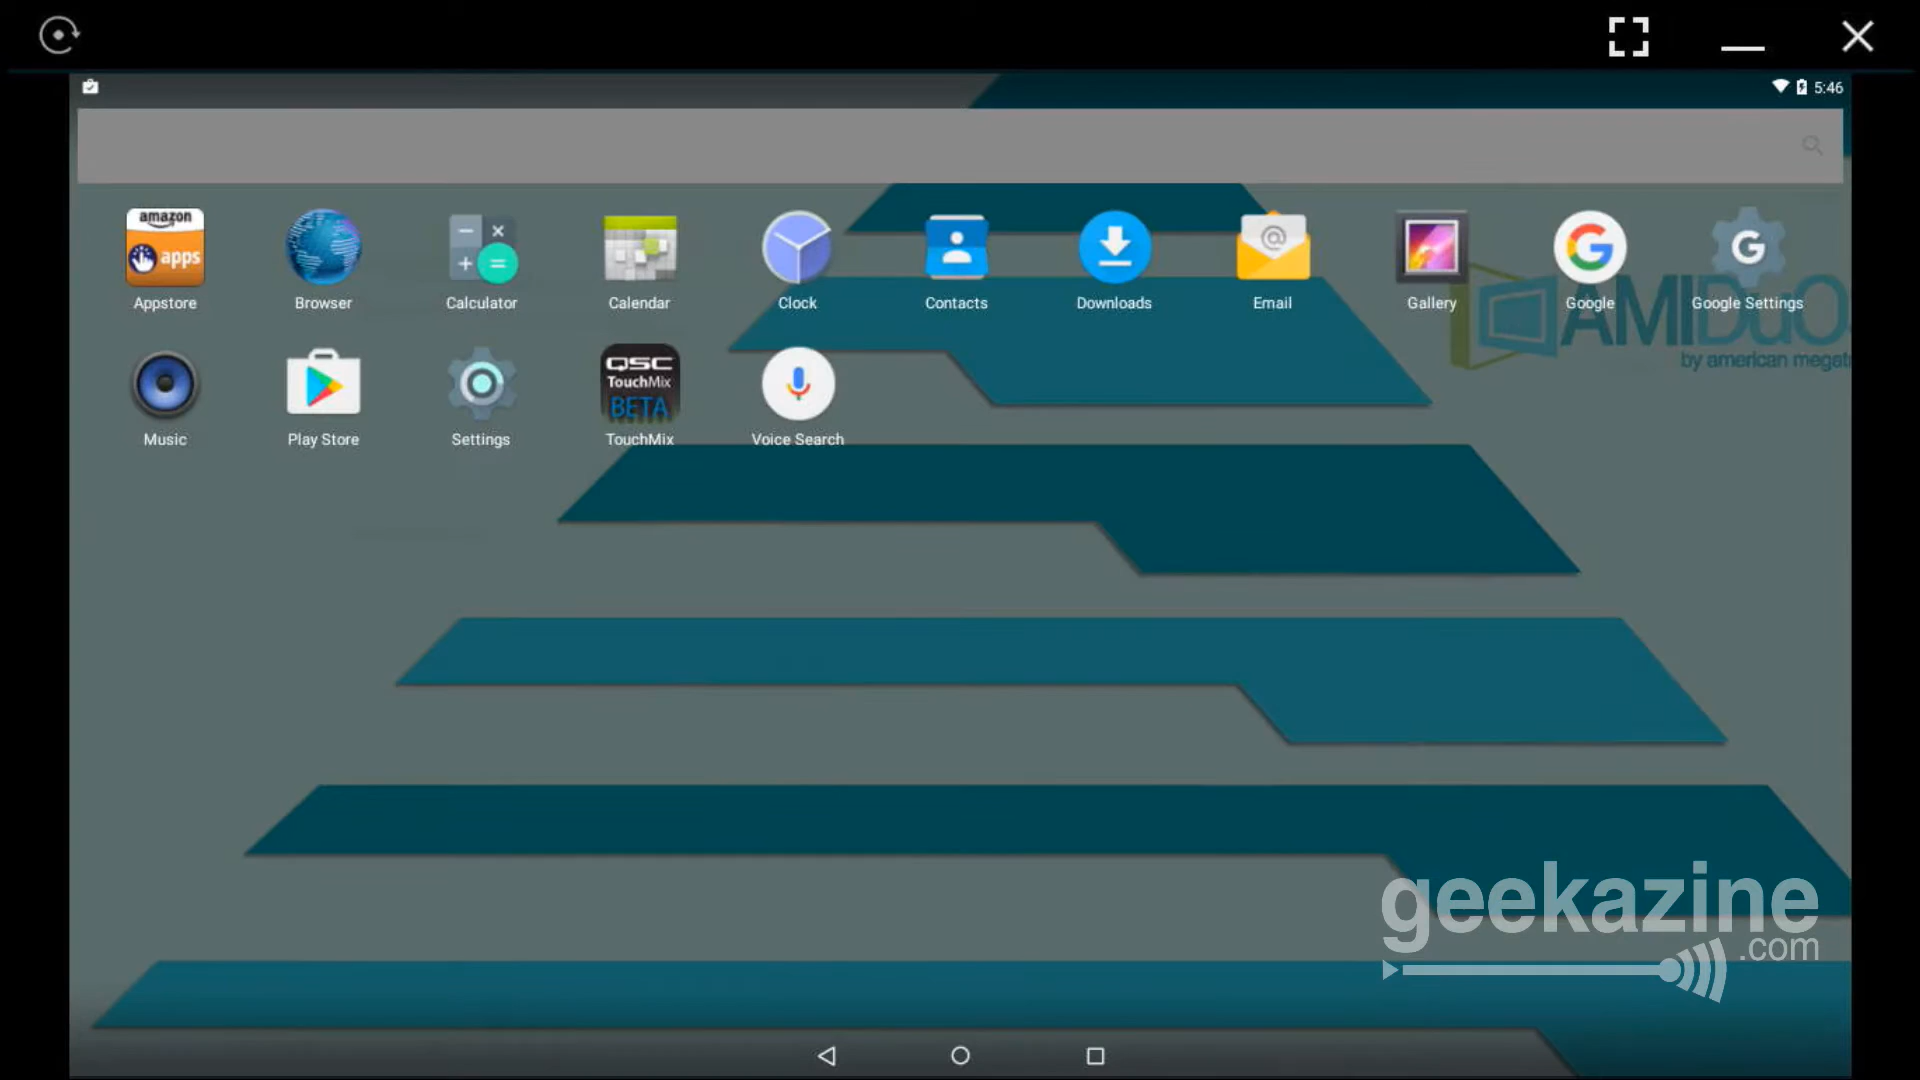 5:46
amazon
apps
Appstore
Browser
Calculator
Calendar
Clock
Contacts
Downloads
@
Email
Gallery
G
Google
G
Google Settings
AMIDuOS
by american megatr
Music
Play Store
Settings
QSC
TouchMix
BETA
TouchMix
Voice Search
geekazine
.com